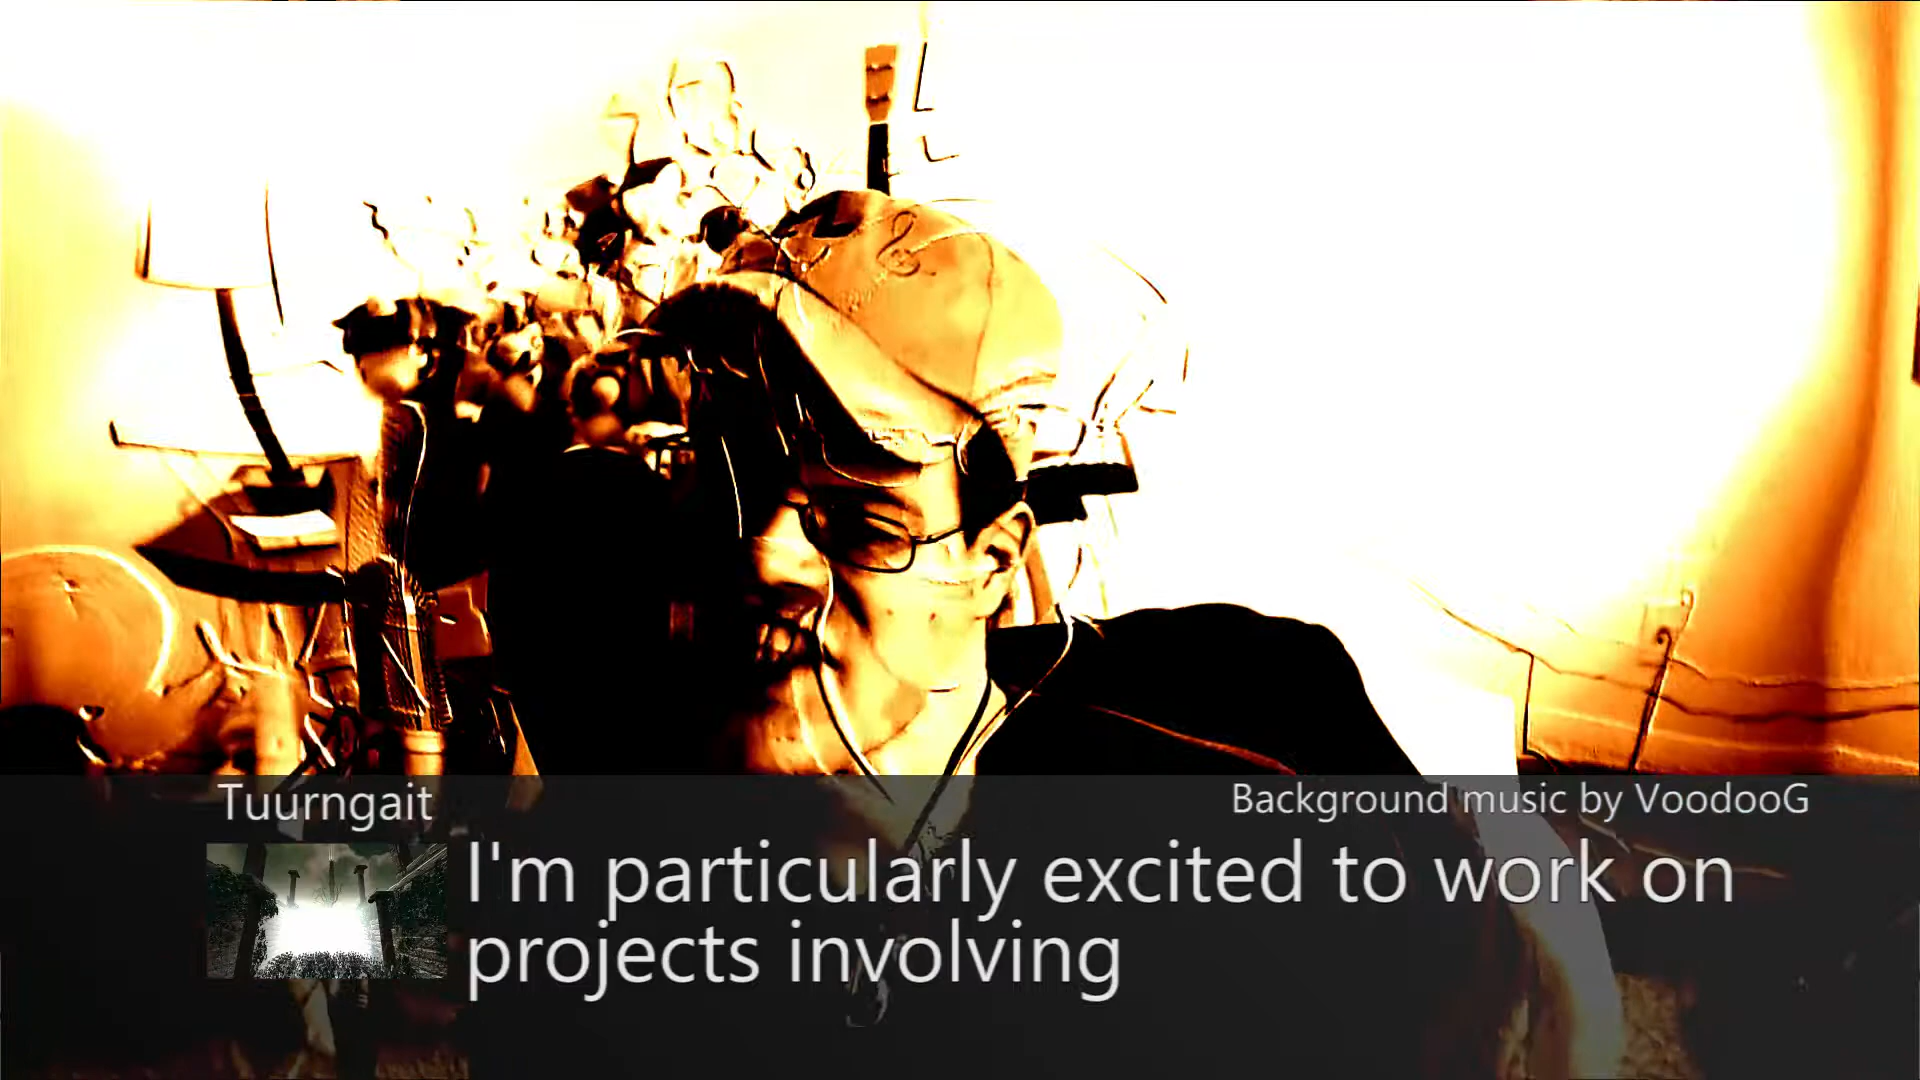 Tuurngait
Background music by VoodooG
I'm particularly excited to work on
projects involving